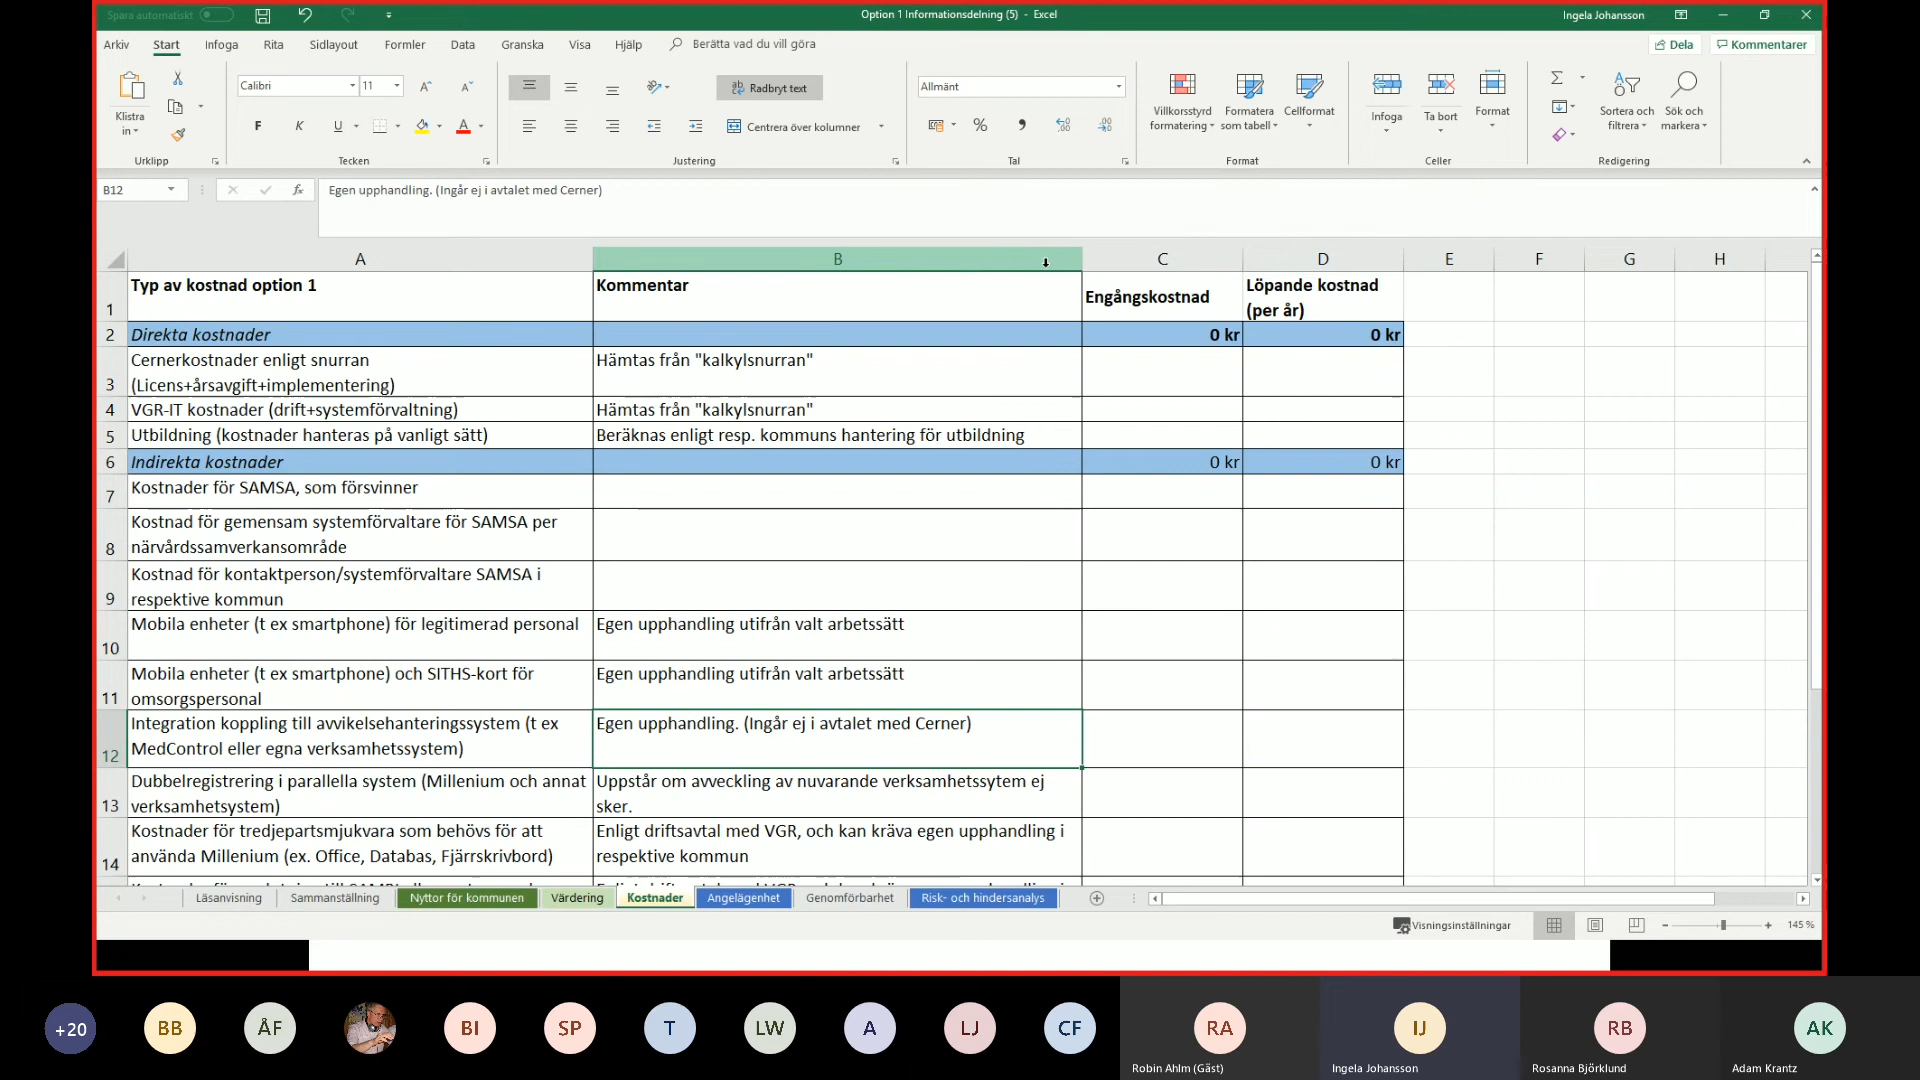 Spara automatiskt
Option 1 Informationsdelning (5) - Excel
Ingela Johansson
Arkiv Start Infoga Rita Sidlayout Formler Data Granska Visa Hjälp Berätta vad du vill göra
Dela Kommentarer
Klistra in
Urklipp
Calibri 11
F K U A
Tecken
Radbryt text
Centrera över kolumner
Justering
Allmänt
%
Tal
Villkorsstyrd formatering
Formatera som tabell
Cellformat
Format
Infoga
Ta bort
Format
Celler
Sortera och filtrera
Sök och markera
Redigering
B12 fx Egen upphandling. (Ingår ej i avtalet med Cerner)
A B C D E F G H
1 Typ av kostnad option 1 Kommentar Engångskostnad Löpande kostnad (per år)
2 Direkta kostnader 0 kr 0 kr
3 Cernerkostnader enligt snurran (Licens+årsavgift+implementering) Hämtas från "kalkylsnurran"
4 VGR-IT kostnader (drift+systemförvaltning) Hämtas från "kalkylsnurran"
5 Utbildning (kostnader hanteras på vanligt sätt) Beräknas enligt resp. kommuns hantering för utbildning
6 Indirekta kostnader 0 kr 0 kr
7 Kostnader för SAMSA, som försvinner
8 Kostnad för gemensam systemförvaltare för SAMSA per närvårdssamverkansområde
9 Kostnad för kontaktperson/systemförvaltare SAMSA i respektive kommun
10 Mobila enheter (t ex smartphone) för legitimerad personal Egen upphandling utifrån valt arbetssätt
11 Mobila enheter (t ex smartphone) och SITHS-kort för omsorgspersonal Egen upphandling utifrån valt arbetssätt
12 Integration koppling till avvikelsehanteringssystem (t ex MedControl eller egna verksamhetssystem) Egen upphandling. (Ingår ej i avtalet med Cerner)
13 Dubbelregistrering i parallella system (Millenium och annat verksamhetsystem) Uppstår om avveckling av nuvarande verksamhetssytem ej sker.
14 Kostnader för tredjepartsmjukvara som behövs för att använda Millenium (ex. Office, Databas, Fjärrskrivbord) Enligt driftsavtal med VGR, och kan kräva egen upphandling i respektive kommun
Läsanvisning Sammanställning Nyttor för kommunen Värdering Kostnader Angelägenhet Genomförbarhet Risk- och hindersanalys
Visningsinställningar 145 %
+20 BB ÅF BI SP T LW A LJ CF RA IJ RB AK
Robin Ahlm (Gäst) Ingela Johansson Rosanna Björklund Adam Krantz